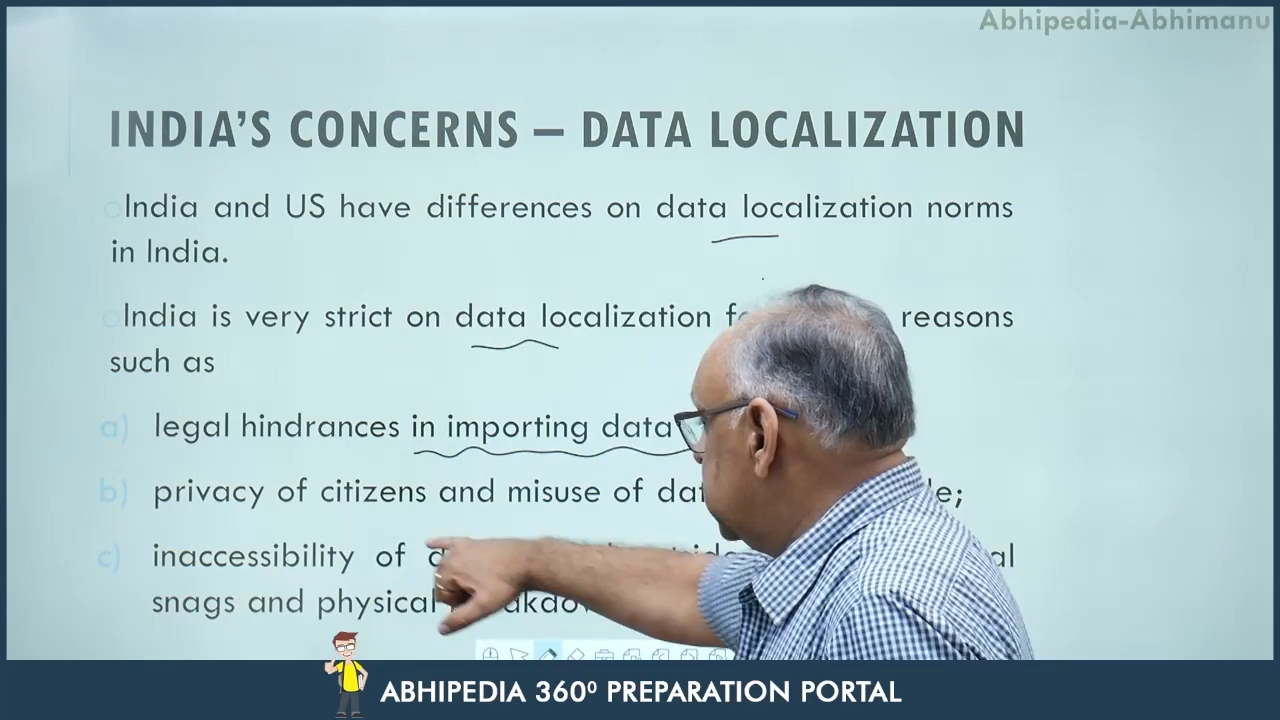 Abhipedia-Abhimanu
INDIA'S CONCERNS – DATA LOCALIZATION
India and US have differences on data localization norms
in India.
India is very strict on data localization reasons
such as
a) legal hindrances in importing data
b) privacy of citizens and misuse of
c) inaccessibility of
snags and physical
ABHIPEDIA 360⁰ PREPARATION PORTAL